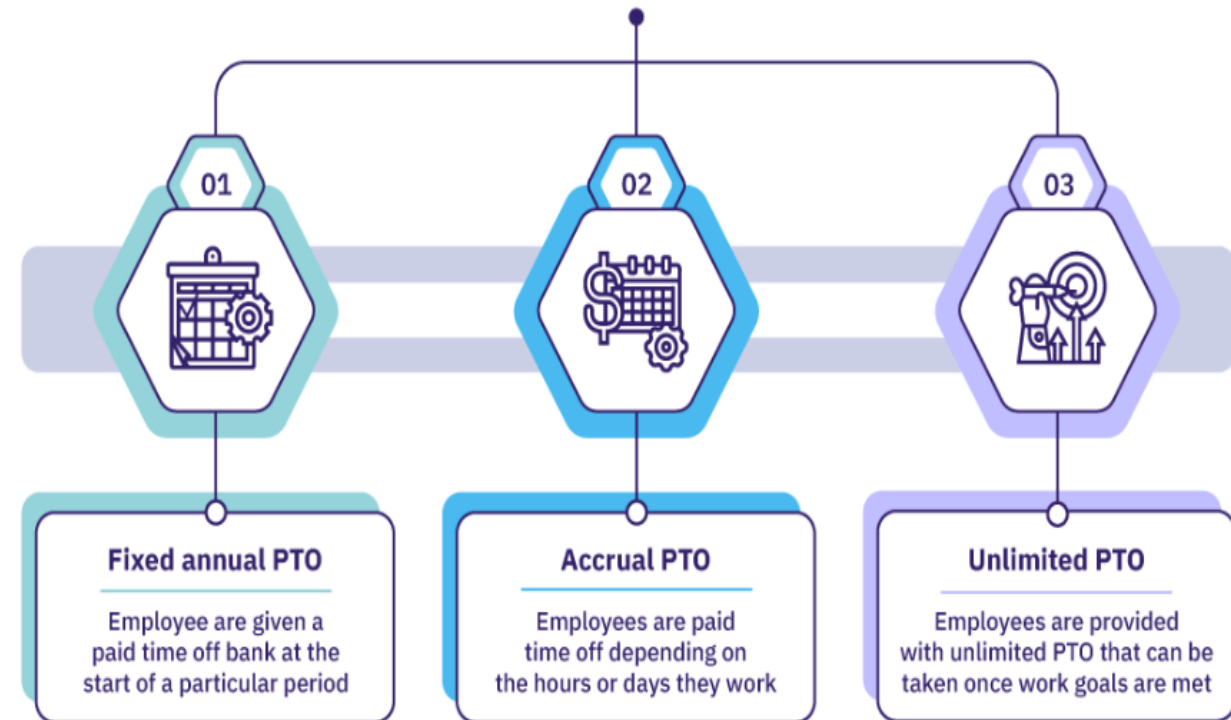 01
02
03
Fixed annual PTO
Employee are given a
paid time off bank at the
start of a particular period
Accrual PTO
Employees are paid
time off depending on
the hours or days they work
Unlimited PTO
Employees are provided
with unlimited PTO that can be
taken once work goals are met